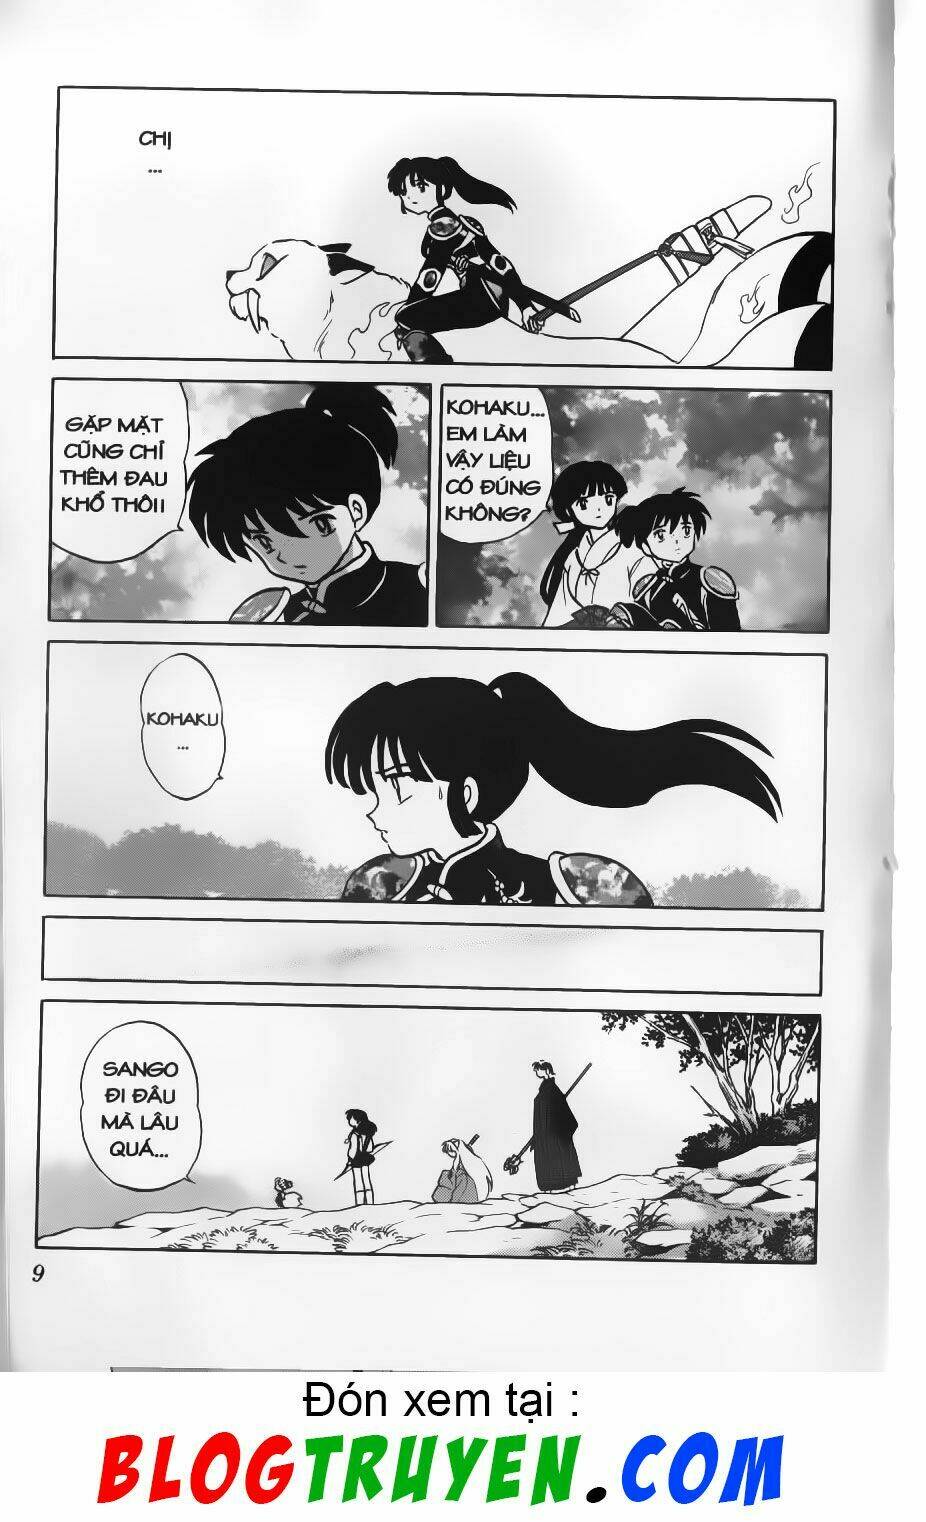 CHỊ
...
GẶP MẶT
CŨNG CHỈ
THÊM ĐAU
KHỔ THÔI!
KOHAKU...
EM LÀM
VẬY LIỆU
CÓ ĐÚNG
KHÔNG?
KOHAKU
...
SANGO
ĐI ĐÂU
MÀ LÂU
QUÁ...
9
Đón xem tại :
BLOGTRUYEN.COM